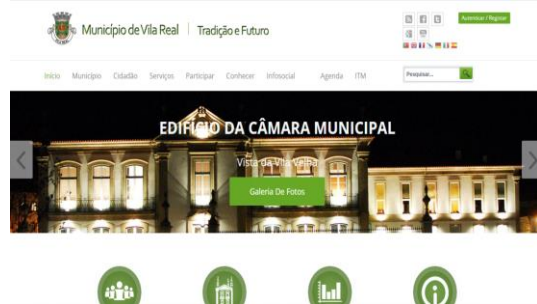 Município de Vila Real | Tradição e Futuro
Autenticar / Registar
Início Município Cidadão Serviços Participar Conhecer Infosocial Agenda ITM
Pesquisar...
EDIFÍCIO DA CÂMARA MUNICIPAL
Vista da Vila Velha
Galeria De Fotos